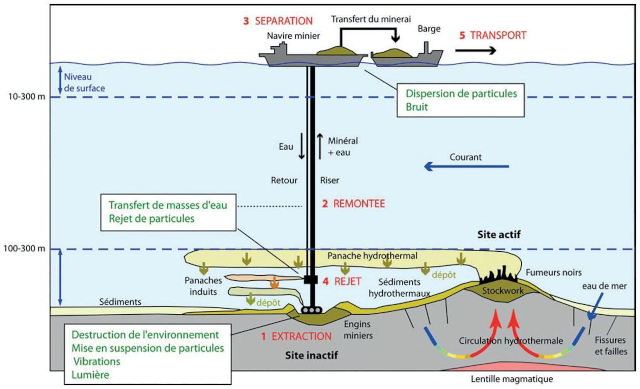 3 SEPARATION
Transfert du minerai
Navire minier
Barge
5 TRANSPORT
Niveau
de surface
10-300 m
Dispersion de particules
Bruit
Eau
Minéral
+ eau
Courant
Retour
Riser
Transfert de masses d'eau
Rejet de particules
2 REMONTEE
Site actif
100-300 m
Panache hydrothermal
Panaches
induits
4 REJET
dépôt
Fumeurs noirs
Sédiments
hydrothermaux
Stockwork
eau de mer
Sédiments
dépôt
Destruction de l'environnement
Mise en suspension de particules
Vibrations
Lumière
1 EXTRACTION
Engins
miniers
Site inactif
Circulation hydrothermale
Fissures
et failles
Lentille magmatique